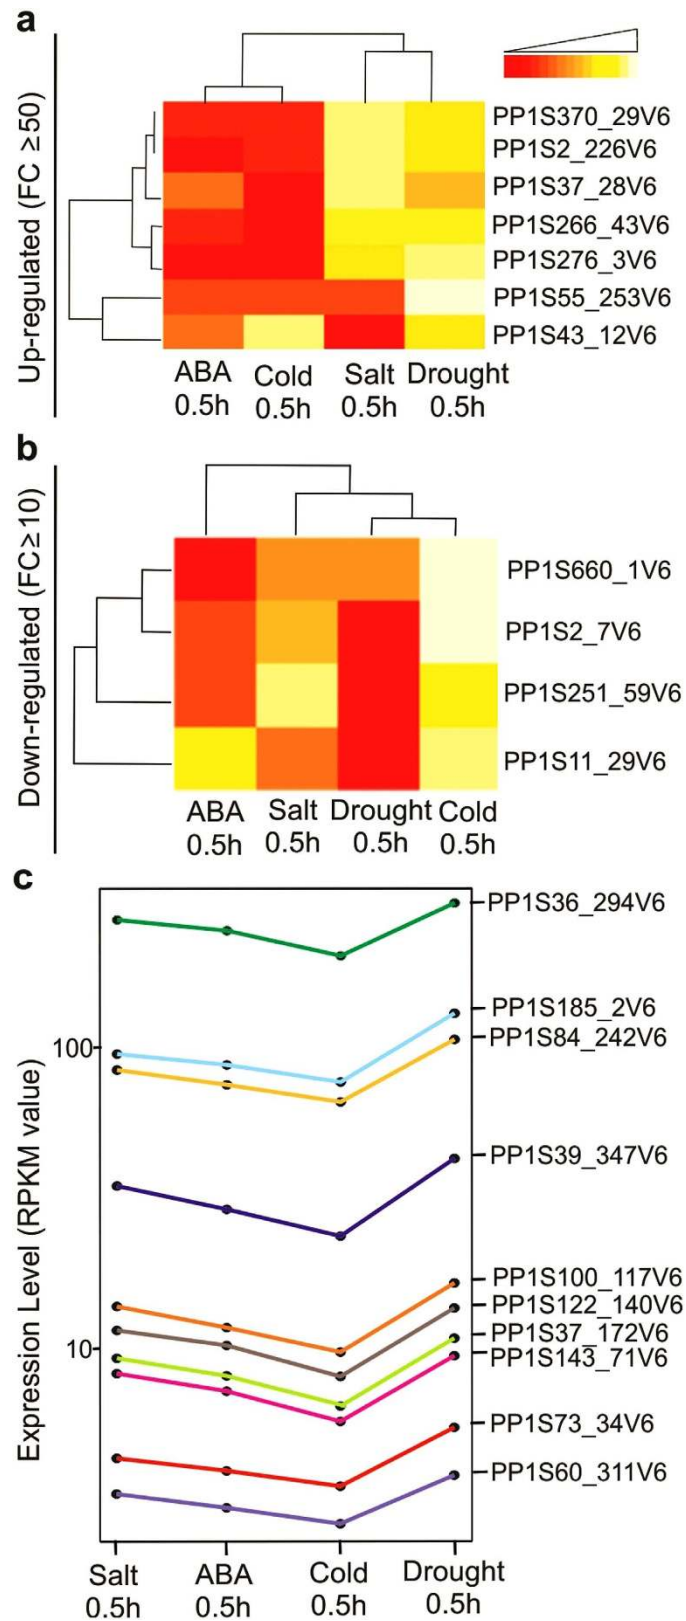 a
Up-regulated (FC ≥50)
PP1S370_29V6
PP1S2_226V6
PP1S37_28V6
PP1S266_43V6
PP1S276_3V6
PP1S55_253V6
PP1S43_12V6
ABA Cold Salt Drought
0.5h 0.5h 0.5h 0.5h
b
Down-regulated (FC≥10)
PP1S660_1V6
PP1S2_7V6
PP1S251_59V6
PP1S11_29V6
ABA Salt Drought Cold
0.5h 0.5h 0.5h 0.5h
c
Expression Level (RPKM value)
100
10
PP1S36_294V6
PP1S185_2V6
PP1S84_242V6
PP1S39_347V6
PP1S100_117V6
PP1S122_140V6
PP1S37_172V6
PP1S143_71V6
PP1S73_34V6
PP1S60_311V6
Salt ABA Cold Drought
0.5h 0.5h 0.5h 0.5h